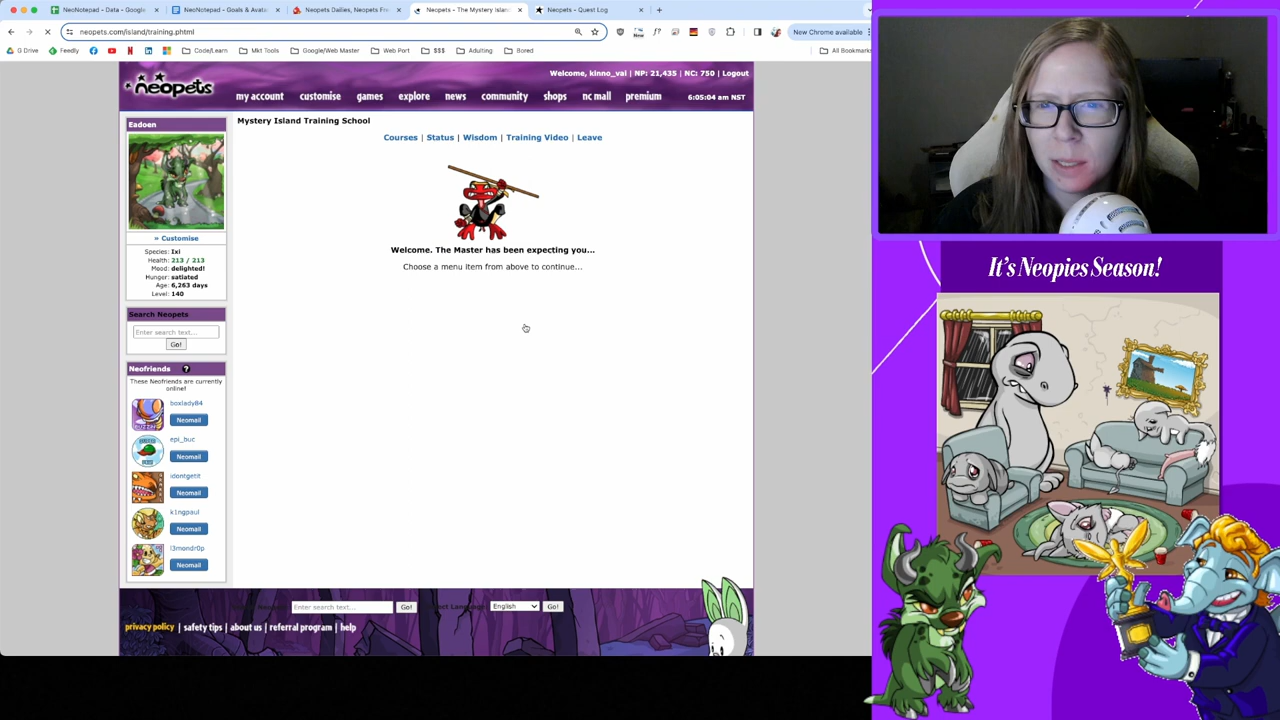 NeoNotepad - Data - Google
NeoNotepad - Goals & Avata
Neopets Dailies, Neopets Fre
Neopets - The Mystery Islan
Neopets - Quest Log
neopets.com/island/training.phtml
New Chrome available
G Drive
Feedly
Code/Learn
Mkt Tools
Google/Web Master
Web Port
$$$
Adulting
Bored
All Bookmarks
neopets
Welcome, kinno_val | NP: 21,435 | NC: 750 | Logout
my account customise games explore news community shops nc mall premium 6:05:04 am NST
Eadoen
» Customise
Species: Ixi
Health: 213 / 213
Mood: delighted!
Hunger: satiated
Age: 6,263 days
Level: 140
Search Neopets
Enter search text...
Go!
Neofriends ?
These Neofriends are currently
online!
boxlady84
Neomail
epi_buc
Neomail
idontgetit
Neomail
k1ngpaul
Neomail
l3mondr0p
Neomail
Mystery Island Training School
Courses | Status | Wisdom | Training Video | Leave
Welcome. The Master has been expecting you...
Choose a menu item from above to continue...
Enter search text...
Go!
English
Go!
privacy policy | safety tips | about us | referral program | help
It's Neopies Season!